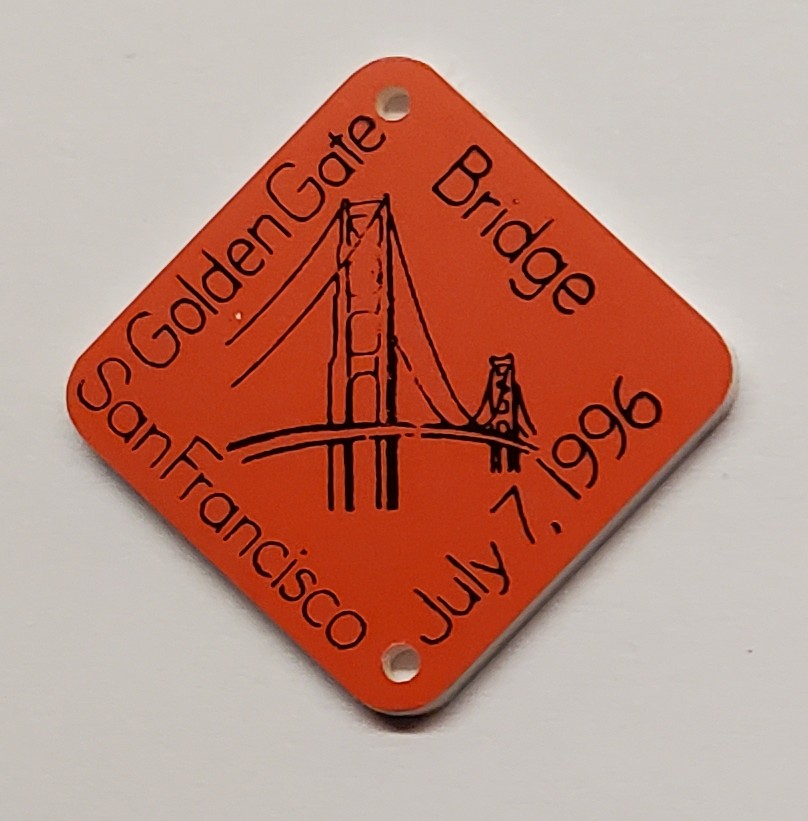 Golden Gate
Bridge
San Francisco
July 7, 1996